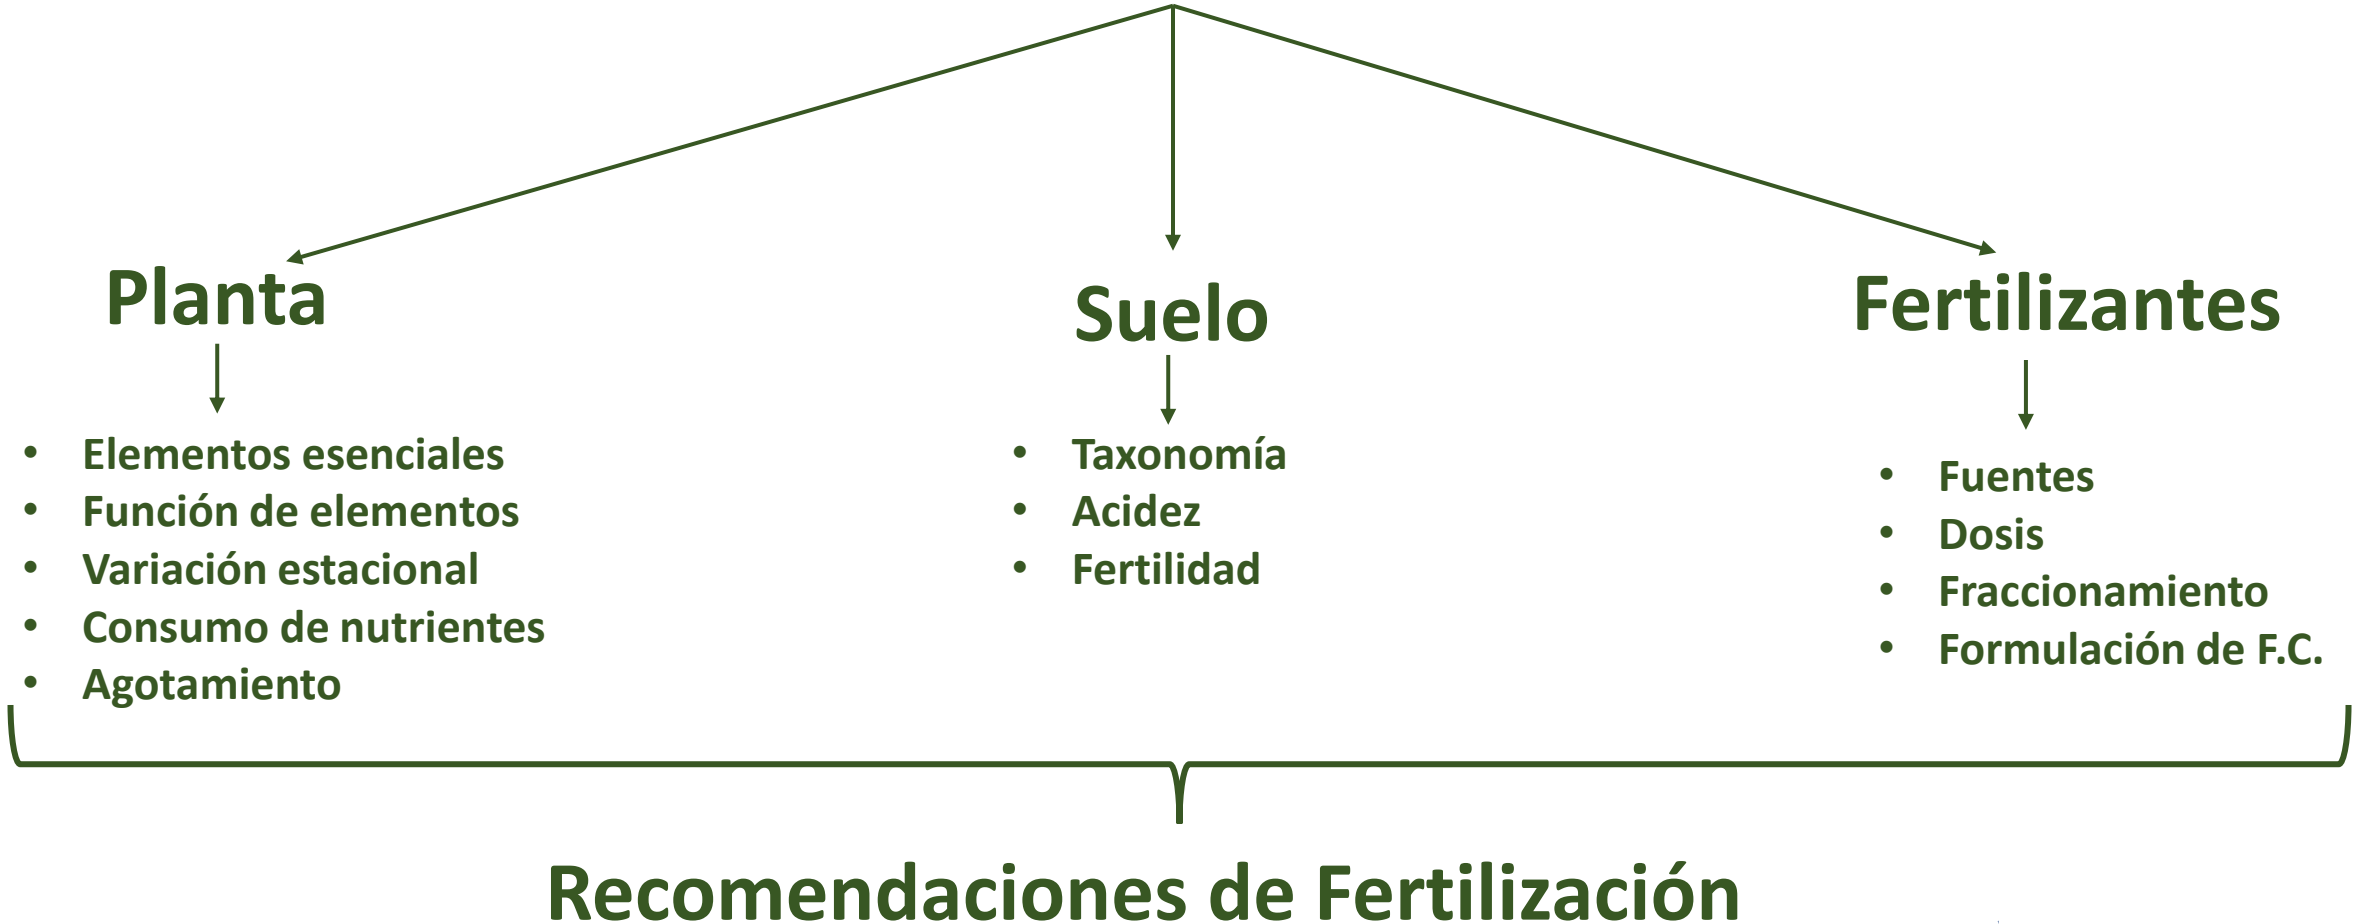 Planta
• Elementos esenciales
• Función de elementos
• Variación estacional
• Consumo de nutrientes
• Agotamiento
Suelo
• Taxonomía
• Acidez
• Fertilidad
Fertilizantes
• Fuentes
• Dosis
• Fraccionamiento
• Formulación de F.C.
Recomendaciones de Fertilización